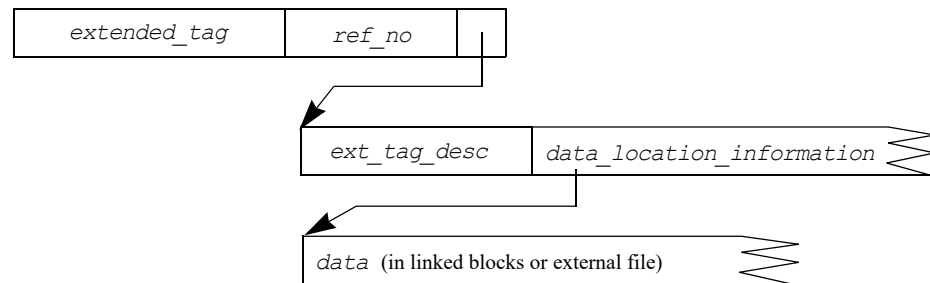 extended_tag ref_no
ext_tag_desc data_location_information
data (in linked blocks or external file)